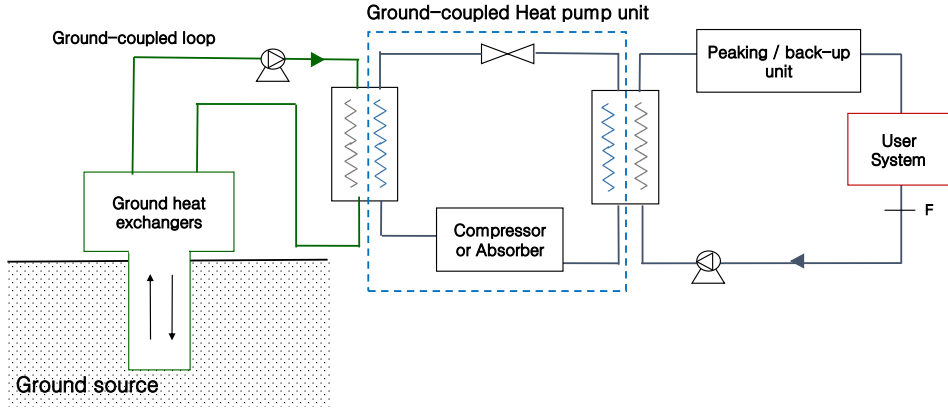 Ground-coupled Heat pump unit
Ground-coupled loop
Peaking / back-up
unit
User
System
F
Ground heat
exchangers
Compressor
or Absorber
Ground source